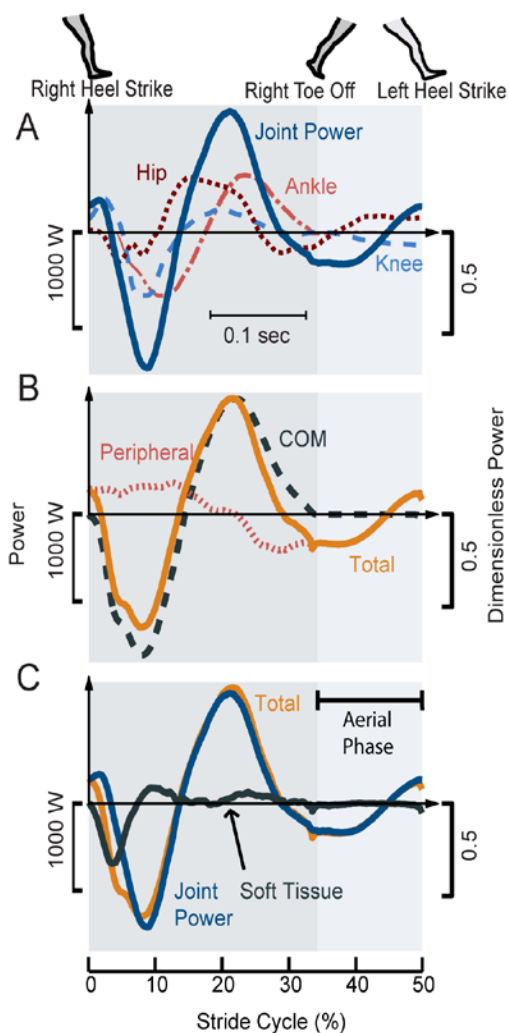 Right Heel Strike
Right Toe Off
Left Heel Strike
A
Joint Power
Hip
Ankle
Knee
1000 W
0.5
0.1 sec
B
COM
Peripheral
Total
Power
1000 W
0.5
Dimensionless Power
C
Total
Aerial
Phase
1000 W
0.5
Joint
Power
Soft Tissue
0 10 20 30 40 50
Stride Cycle (%)